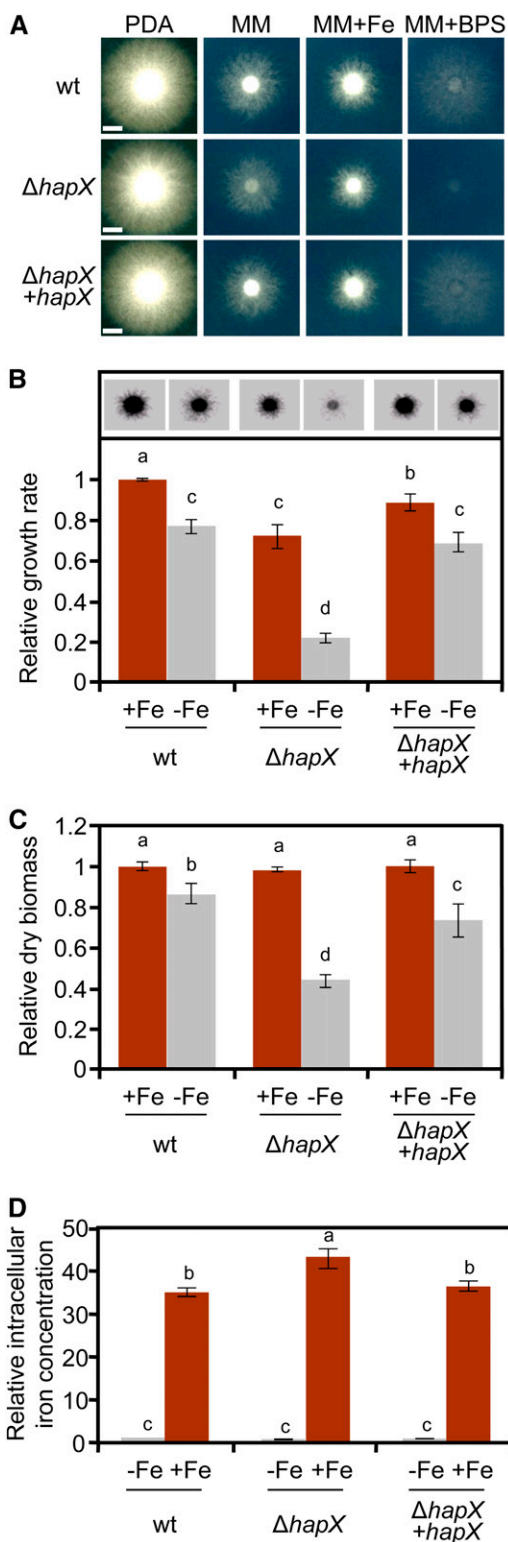 A
PDA MM MM+Fe MM+BPS
wt
ΔhapX
ΔhapX
+hapX
B
a
c
c
d
b
c
1
0.8
0.6
0.4
0.2
0
Relative growth rate
+Fe -Fe +Fe -Fe +Fe -Fe
wt ΔhapX ΔhapX
+hapX
C
1.2
1
0.8
0.6
0.4
0.2
0
a
b
a
d
a
c
Relative dry biomass
+Fe -Fe +Fe -Fe +Fe -Fe
wt ΔhapX ΔhapX
+hapX
D
50
40
30
20
10
0
c
b
c
a
c
b
Relative intracellular
iron concentration
-Fe +Fe -Fe +Fe -Fe +Fe
wt ΔhapX ΔhapX
+hapX